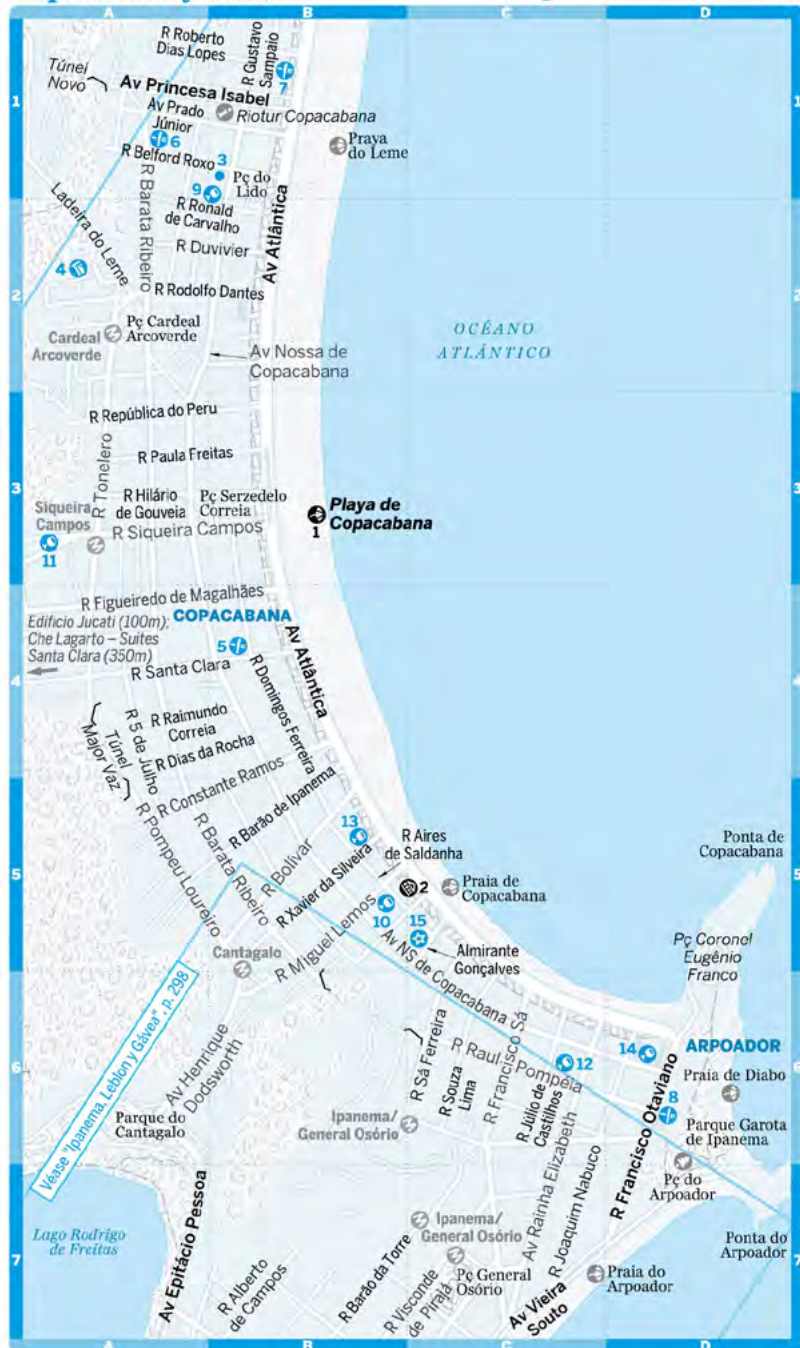 A
B
C
D
R Roberto
Dias Lopes
R Gustavo
Sampaio
Túnel
Novo
7
Av Princesa Isabel
1
1
Av Prado
Júnior
Riotur Copacabana
6
Praya
do Leme
R Belford Roxo
3
Pç do
Lido
9
R Ronald
de Carvalho
R Barata Ribeiro
Ladeira do Leme
Av Atlântica
R Duvivier
4
2
2
R Rodolfo Dantes
OCÉANO
ATLÁNTICO
Pç Cardeal
Arcoverde
Cardeal
Arcoverde
Av Nossa de
Copacabana
R República do Peru
R Tonelero
R Paula Freitas
3
3
R Hilário
de Gouveia
Pç Serzedelo
Correia
Playa de
Copacabana
1
Siqueira
Campos
R Siqueira Campos
11
R Figueiredo de Magalhães
Edificio Jucati (100m);
Che Lagarto – Suites
Santa Clara (350m)
COPACABANA
5
Av Atlântica
R Santa Clara
4
4
R Domingos Ferreira
R Raimundo
Correia
R 5 de Julho
Túnel
Major Vaz
R Dias da Rocha
R Constante Ramos
R Barão de Ipanema
13
R Aires
de Saldanha
Ponta de
Copacabana
R Pompeu Loureiro
R Barata Ribeiro
R Bolívar
R Xavier da Silveira
5
5
2
Praia de
Copacabana
10
15
R Miguel Lemos
Almirante
Gonçalves
Av NS de Copacabana
Pç Coronel
Eugênio
Franco
Cantagalo
Véase "Ipanema, Leblon y Gávea", p. 298
Av Henrique
Dodsworth
R Sá Ferreira
R Raul Pompéia
R Francisco Sá
12
14
ARPOADOR
6
6
R Souza
Lima
R Júlio de
Castilhos
Praia de Diabo
8
Parque do
Cantagalo
Ipanema/
General Osório
Parque Garota
de Ipanema
R Francisco Otaviano
Av Rainha Elizabeth
R Joaquim Nabuco
Pç do
Arpoador
Lago Rodrigo
de Freitas
Av Epitácio Pessoa
Ipanema/
General Osório
Ponta do
Arpoador
7
7
R Barão da Torre
R Alberto
de Campos
R Visconde
de Pirajá
Pç General
Osório
Av Vieira
Souto
Praia do
Arpoador
A
B
C
D